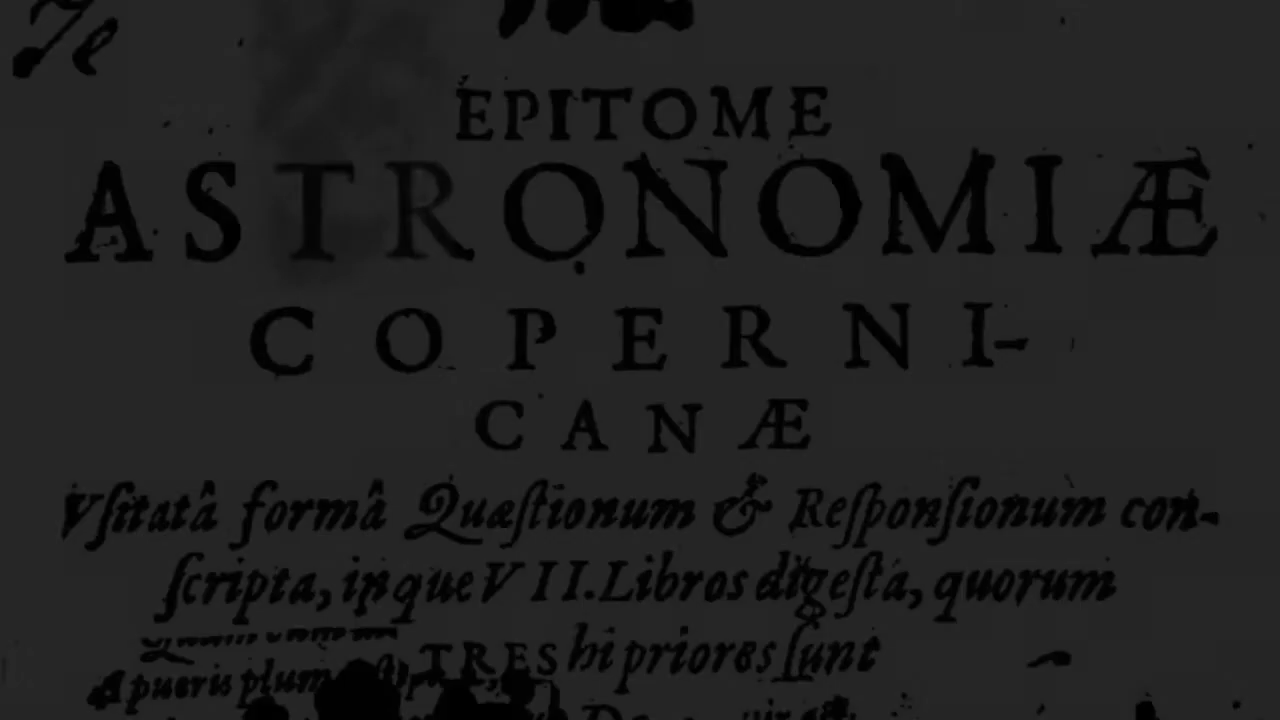 EPITOME
ASTRONOMIÆ
COPERNI-
CANÆ
Vſitatâ formâ Quæſtionum & Reſponſionum con-
ſcripta, inque VII. Libros digeſta, quorum
TRES hi priores ſunt